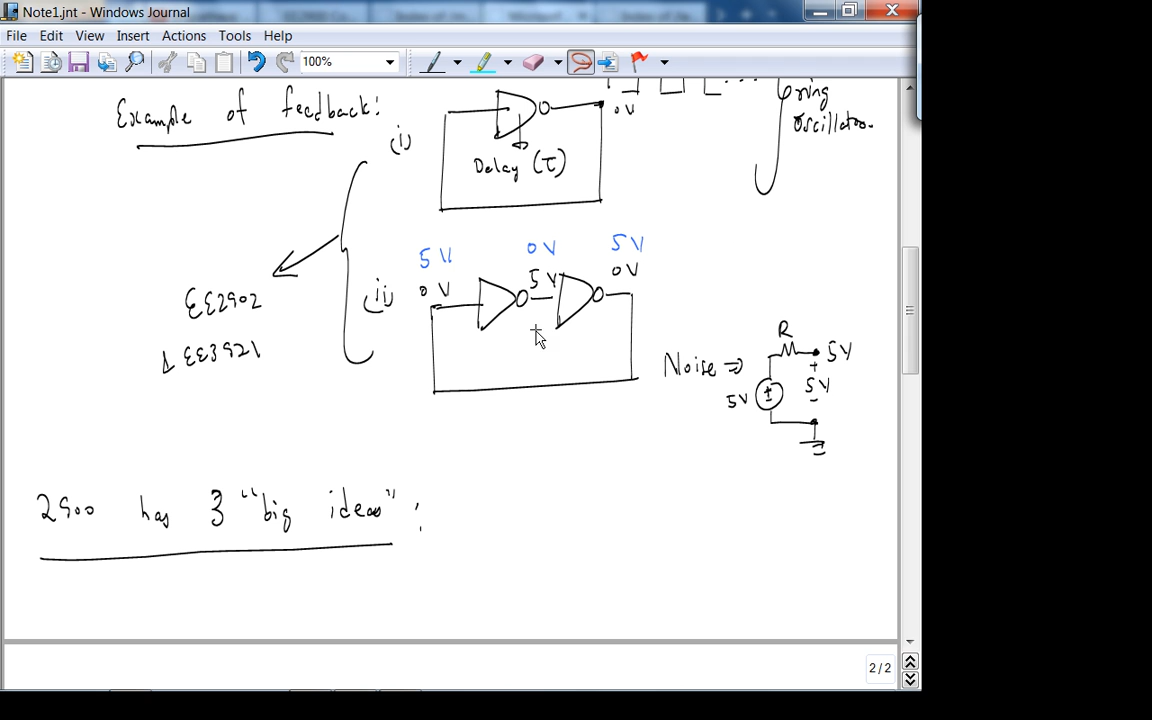 Note1.jnt - Windows Journal
File Edit View Insert Actions Tools Help
100%
Example of feedback:
(i)
Delay (τ)
0V
ring
oscillator.
5V 0V 5V
(ii) 0V 5V 0V
EE2902
EE3921
Noise ⇒
R
5V
+
5V
-
5V
±
2900 has 3 "big ideas":
2/2